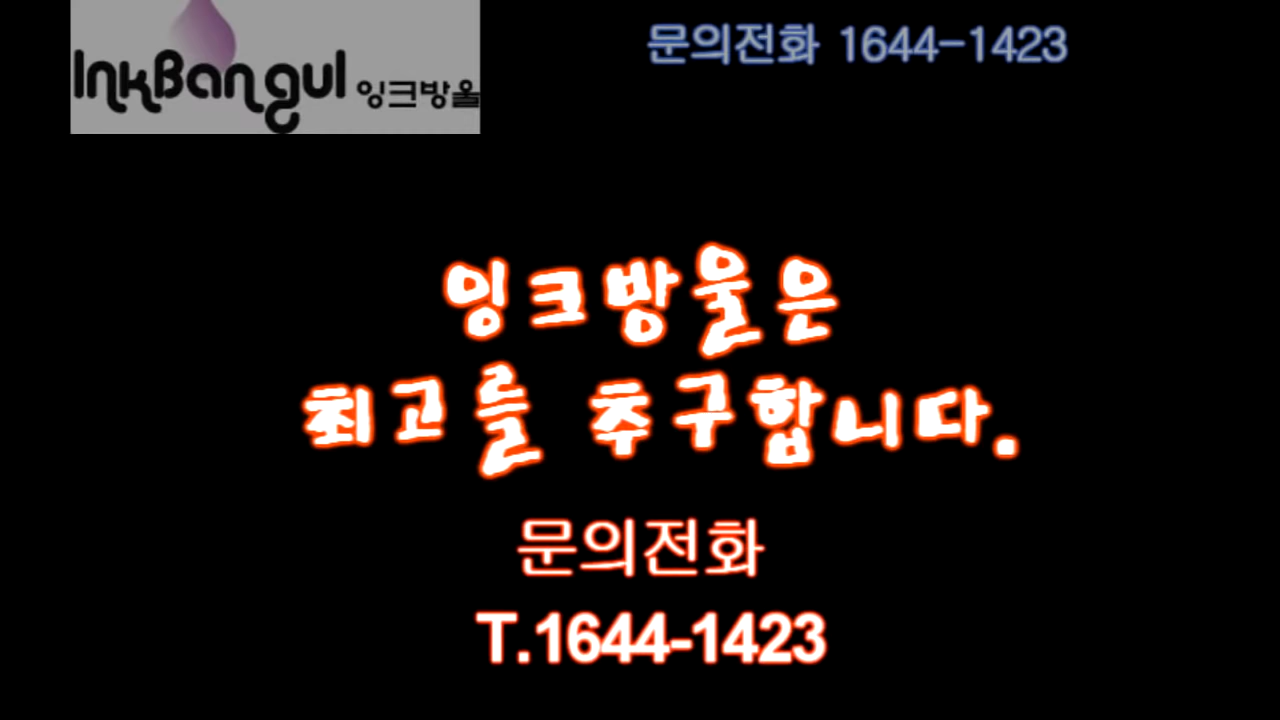 InkBangul 잉크방울
문의전화 1644-1423
잉크방울은
최고를 추구합니다.
문의전화
T.1644-1423